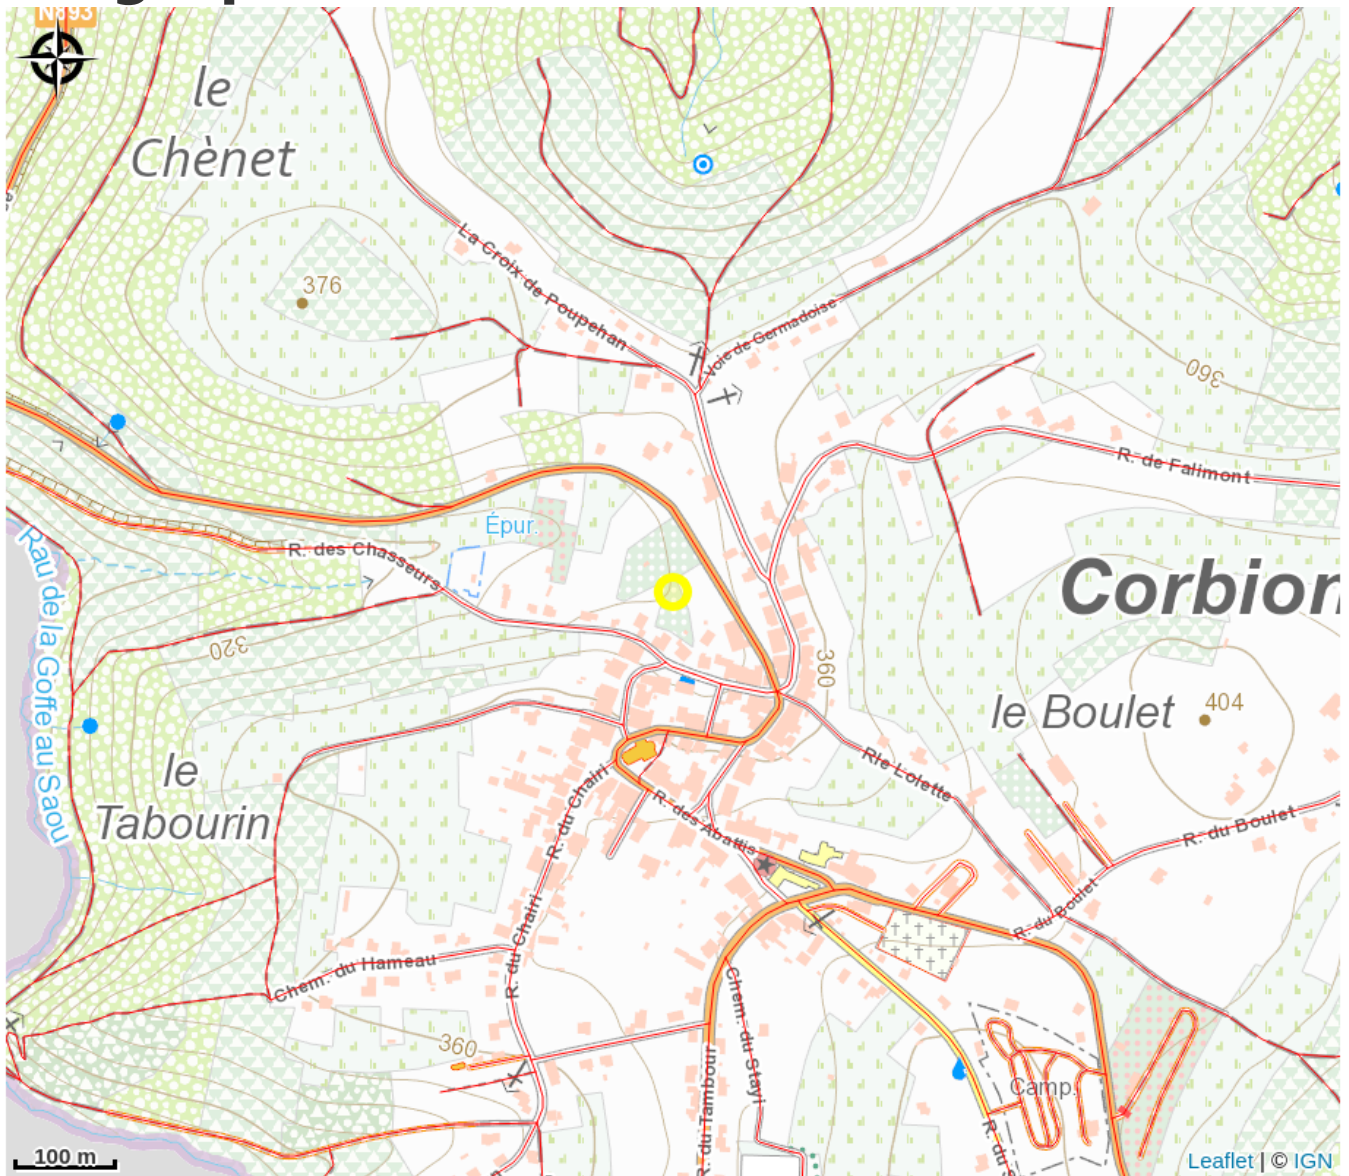 N893
le
Chènet
La Croix de Poupehan
376
Voie de Germadoise
360
R. de Falimont
Épur.
R. des Chasseurs
Corbion
Rau de la Goffe au Saou
320
360
le Boulet
404
le
Tabourin
Rle Lolette
R. du Chairi
R. des Abattis
R. du Boulet
R. du Boulet
R. du Chairi
Chem. du Hameau
Chem. du Stayi
360
R. du Tambour
Camp.
100 m
Leaflet | © IGN